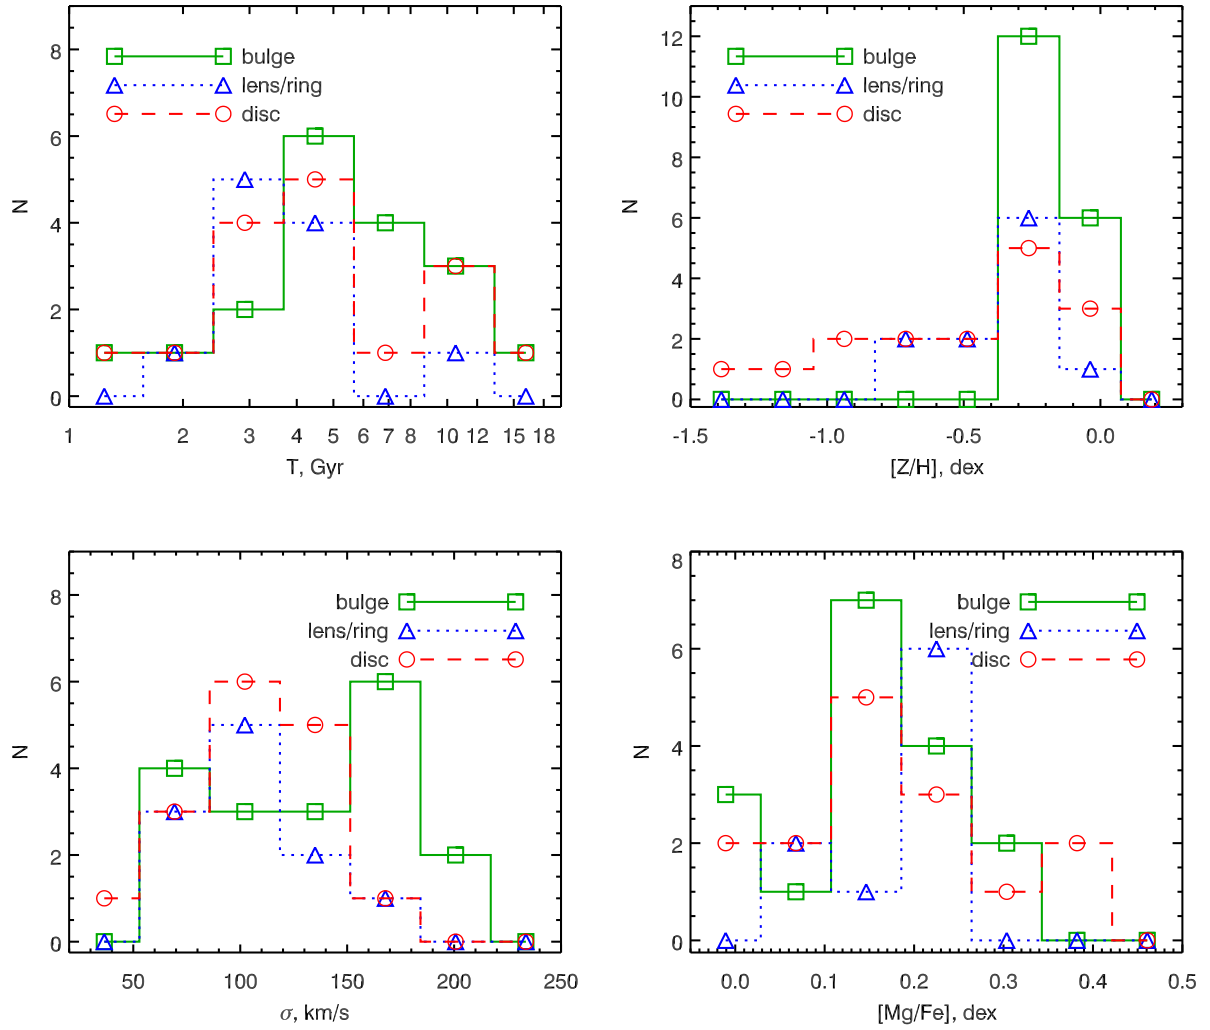 8
6
4
2
0
N
bulge
lens/ring
disc
1 2 3 4 5 6 7 8 10 12 15 18
T, Gyr
12
10
8
6
4
2
0
N
bulge
lens/ring
disc
-1.5 -1.0 -0.5 0.0
[Z/H], dex
8
6
4
2
0
N
bulge
lens/ring
disc
50 100 150 200 250
σ, km/s
8
6
4
2
0
N
bulge
lens/ring
disc
0.0 0.1 0.2 0.3 0.4 0.5
[Mg/Fe], dex